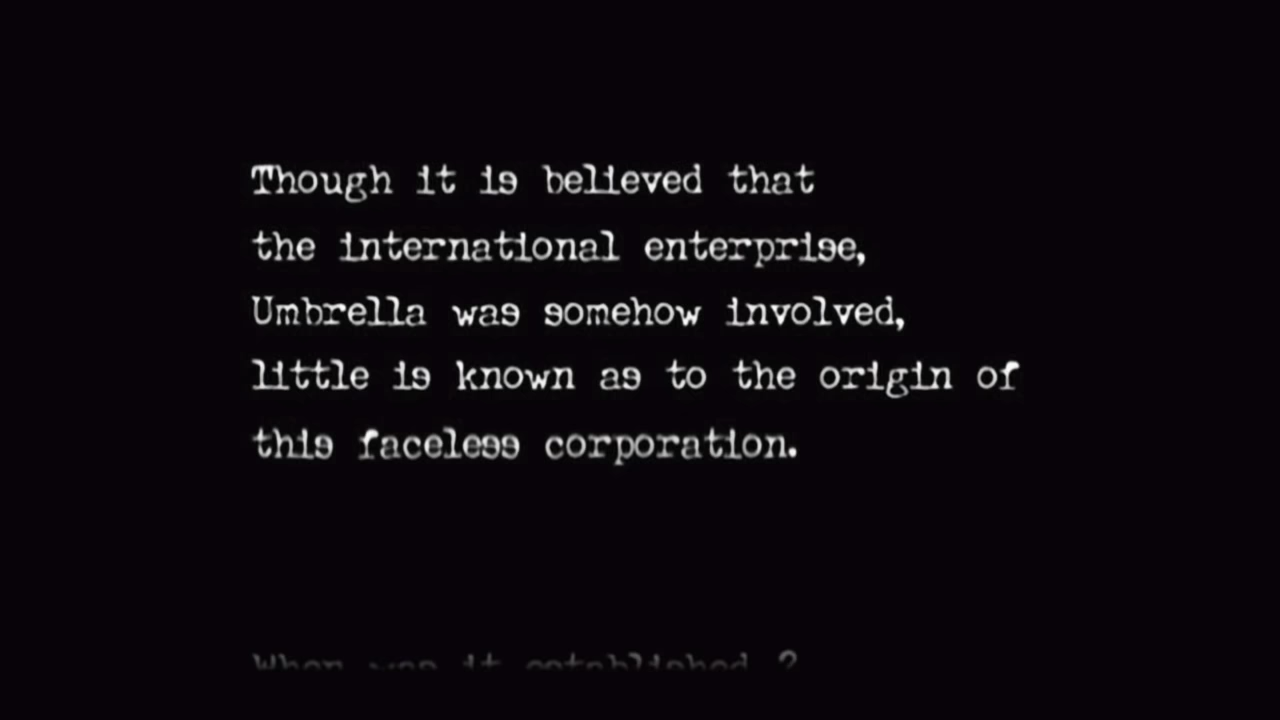 Though it is believed that
the international enterprise,
Umbrella was somehow involved,
little is known as to the origin of
this faceless corporation.
When was it established ?